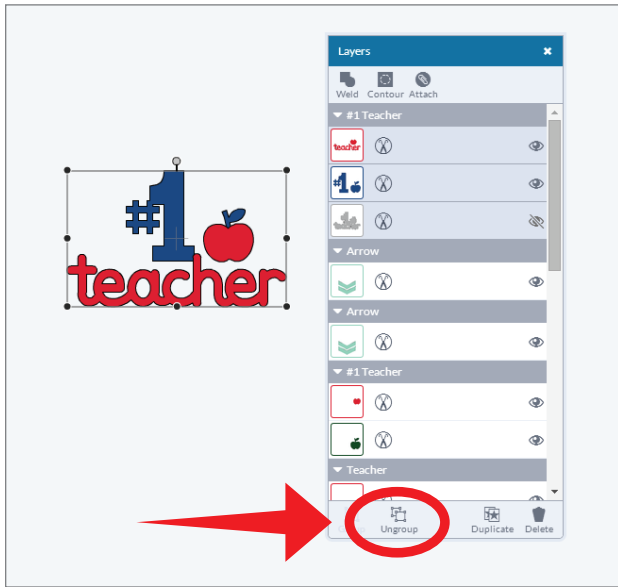 Layers
Weld Contour Attach
#1 Teacher
teacher
#1
Arrow
Arrow
#1 Teacher
Teacher
Ungroup Duplicate Delete
#1
teacher